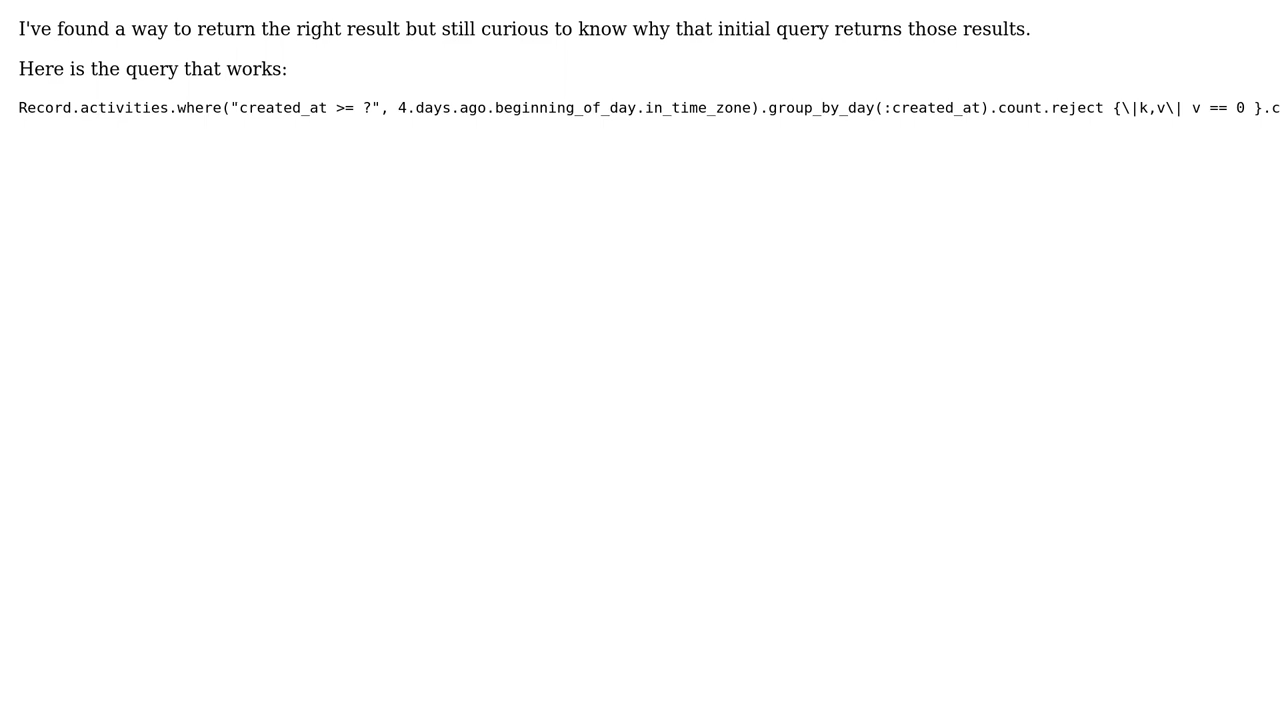 I've found a way to return the right result but still curious to know why that initial query returns those results.
Here is the query that works:
Record.activities.where("created_at >= ?", 4.days.ago.beginning_of_day.in_time_zone).group_by_day(:created_at).count.reject {\|k,v\| v == 0 }.c